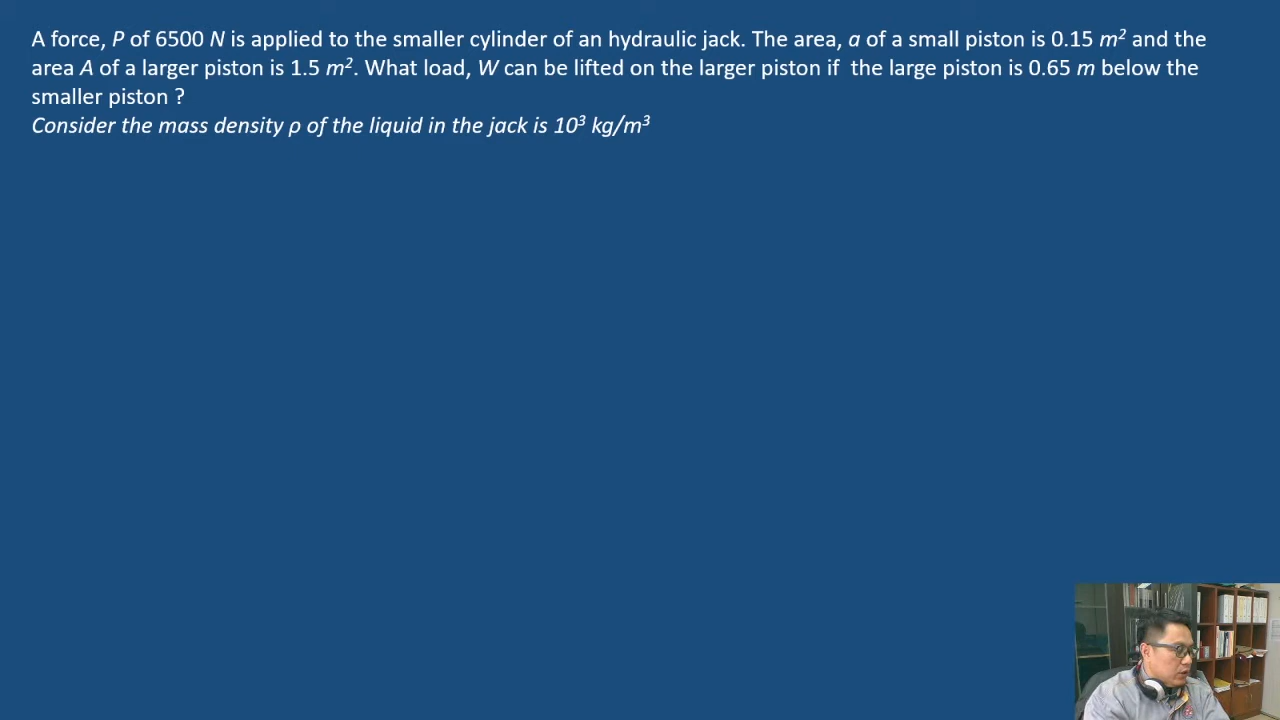 A force, P of 6500 N is applied to the smaller cylinder of an hydraulic jack. The area, a of a small piston is 0.15 m² and the
area A of a larger piston is 1.5 m². What load, W can be lifted on the larger piston if  the large piston is 0.65 m below the
smaller piston ?
Consider the mass density ρ of the liquid in the jack is 10³ kg/m³